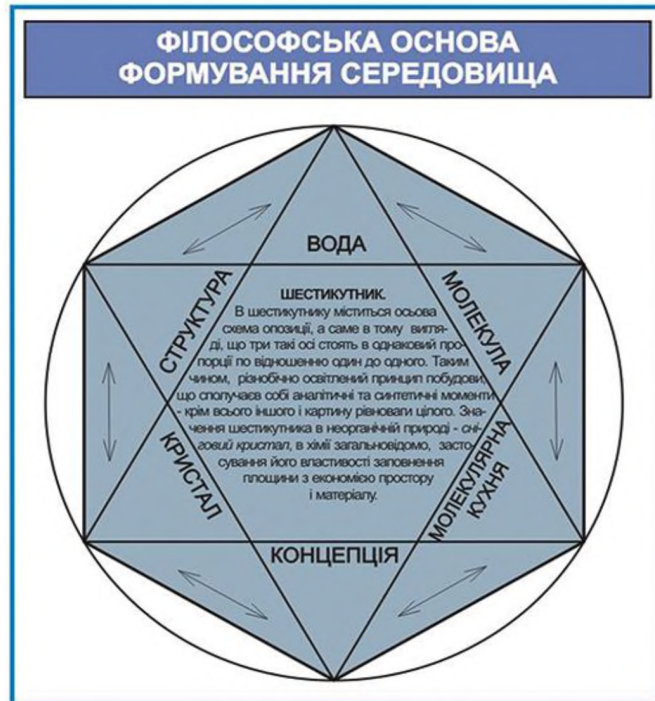 ФІЛОСОФСЬКА ОСНОВА
ФОРМУВАННЯ СЕРЕДОВИЩА
ВОДА
СТРУКТУРА
МОЛЕКУЛА
ШЕСТИКУТНИК.
В шестикутнику міститься осьова
схема опозиції, а саме в тому вигля-
ді, що три такі осі стоять в однаковий про-
порції по відношенню один до одного. Таким
чином, різнобічно освітлений принцип побудови,
що сполучаєв собі аналітичні та синтетичні моменти
- крім всього іншого і картину рівноваги цілого. Зна-
чення шестикутника в неорганічній природі - сні-
говий кристал, в хімії загальновідомо, засто-
сування його властивості заповнення
площини з економією простору
і матеріалу.
КРИСТАЛ
МОЛЕКУЛЯРНА
КУХНЯ
КОНЦЕПЦІЯ